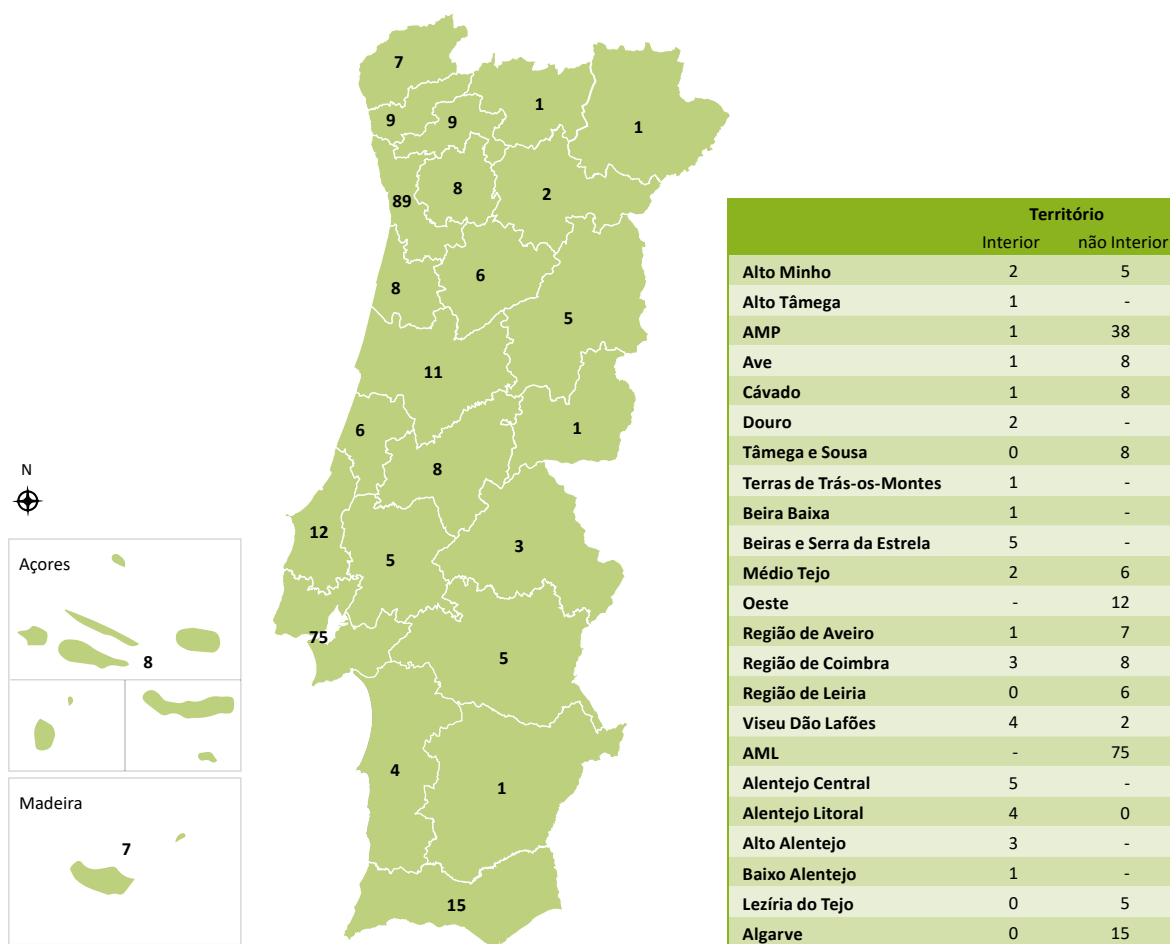 7
1
1
9
9
8
2
89
6
8
5
11
6
1
8
12
3
5
75
5
4
1
15
N
Açores
8
Madeira
7
Território
Interior não Interior
Alto Minho 2 5
Alto Tâmega 1 -
AMP 1 38
Ave 1 8
Cávado 1 8
Douro 2 -
Tâmega e Sousa 0 8
Terras de Trás-os-Montes 1 -
Beira Baixa 1 -
Beiras e Serra da Estrela 5 -
Médio Tejo 2 6
Oeste - 12
Região de Aveiro 1 7
Região de Coimbra 3 8
Região de Leiria 0 6
Viseu Dão Lafões 4 2
AML - 75
Alentejo Central 5 -
Alentejo Litoral 4 0
Alto Alentejo 3 -
Baixo Alentejo 1 -
Lezíria do Tejo 0 5
Algarve 0 15